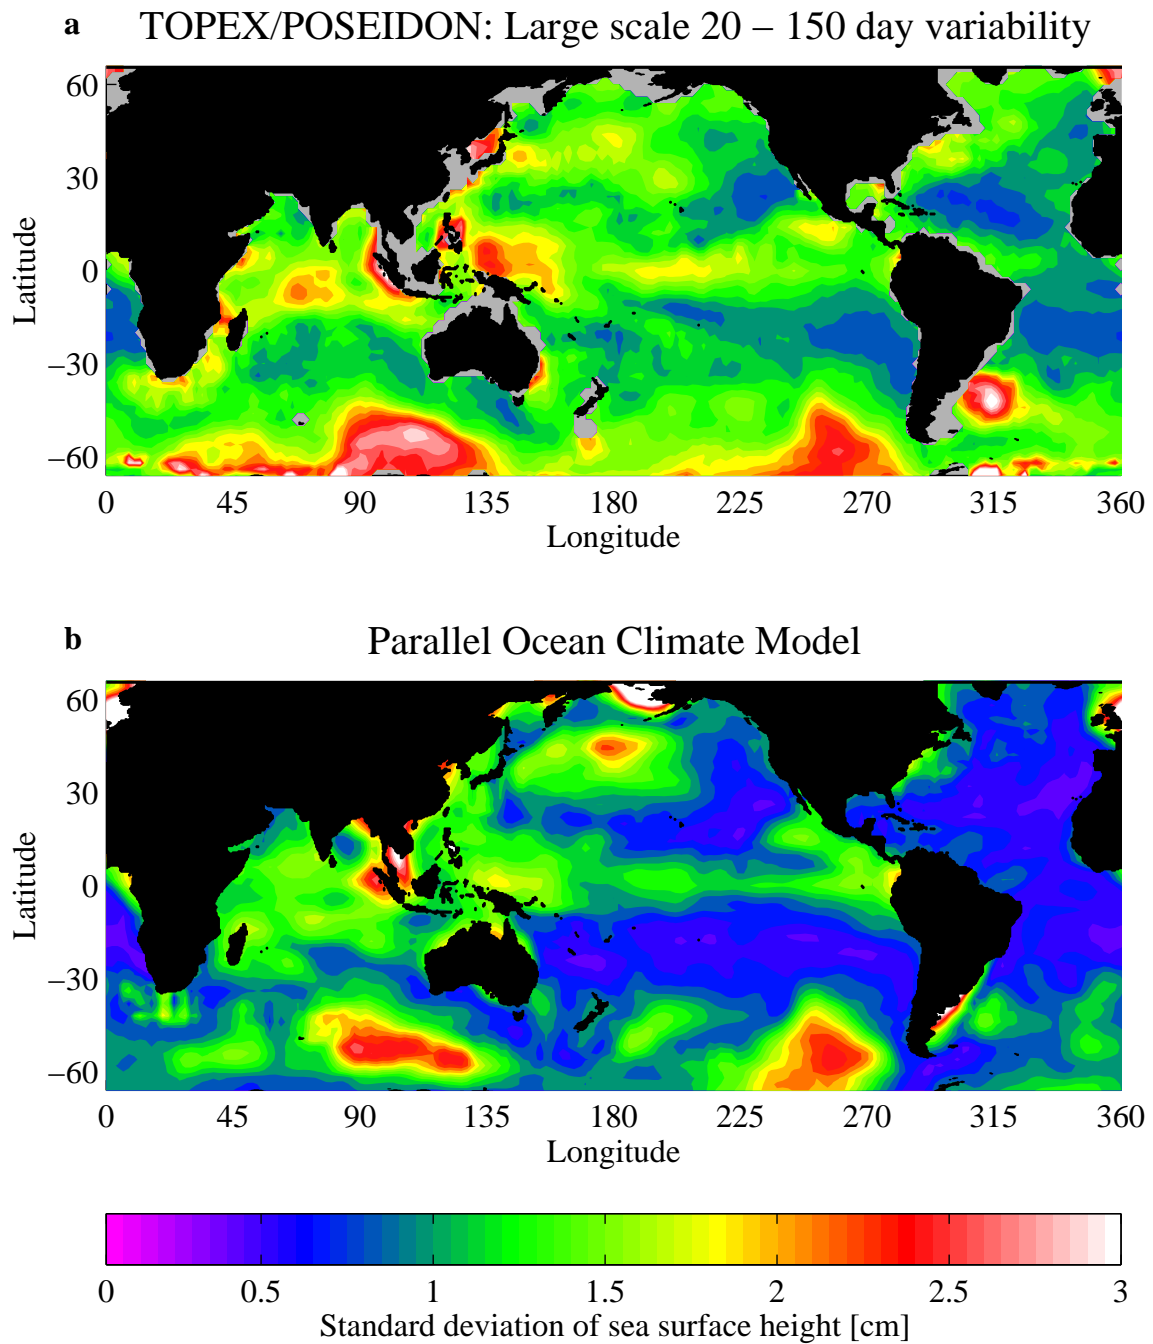 a TOPEX/POSEIDON: Large scale 20 – 150 day variability
60
30
0
–30
–60
Latitude
0 45 90 135 180 225 270 315 360
Longitude
b Parallel Ocean Climate Model
60
30
0
–30
–60
Latitude
0 45 90 135 180 225 270 315 360
Longitude
0 0.5 1 1.5 2 2.5 3
Standard deviation of sea surface height [cm]